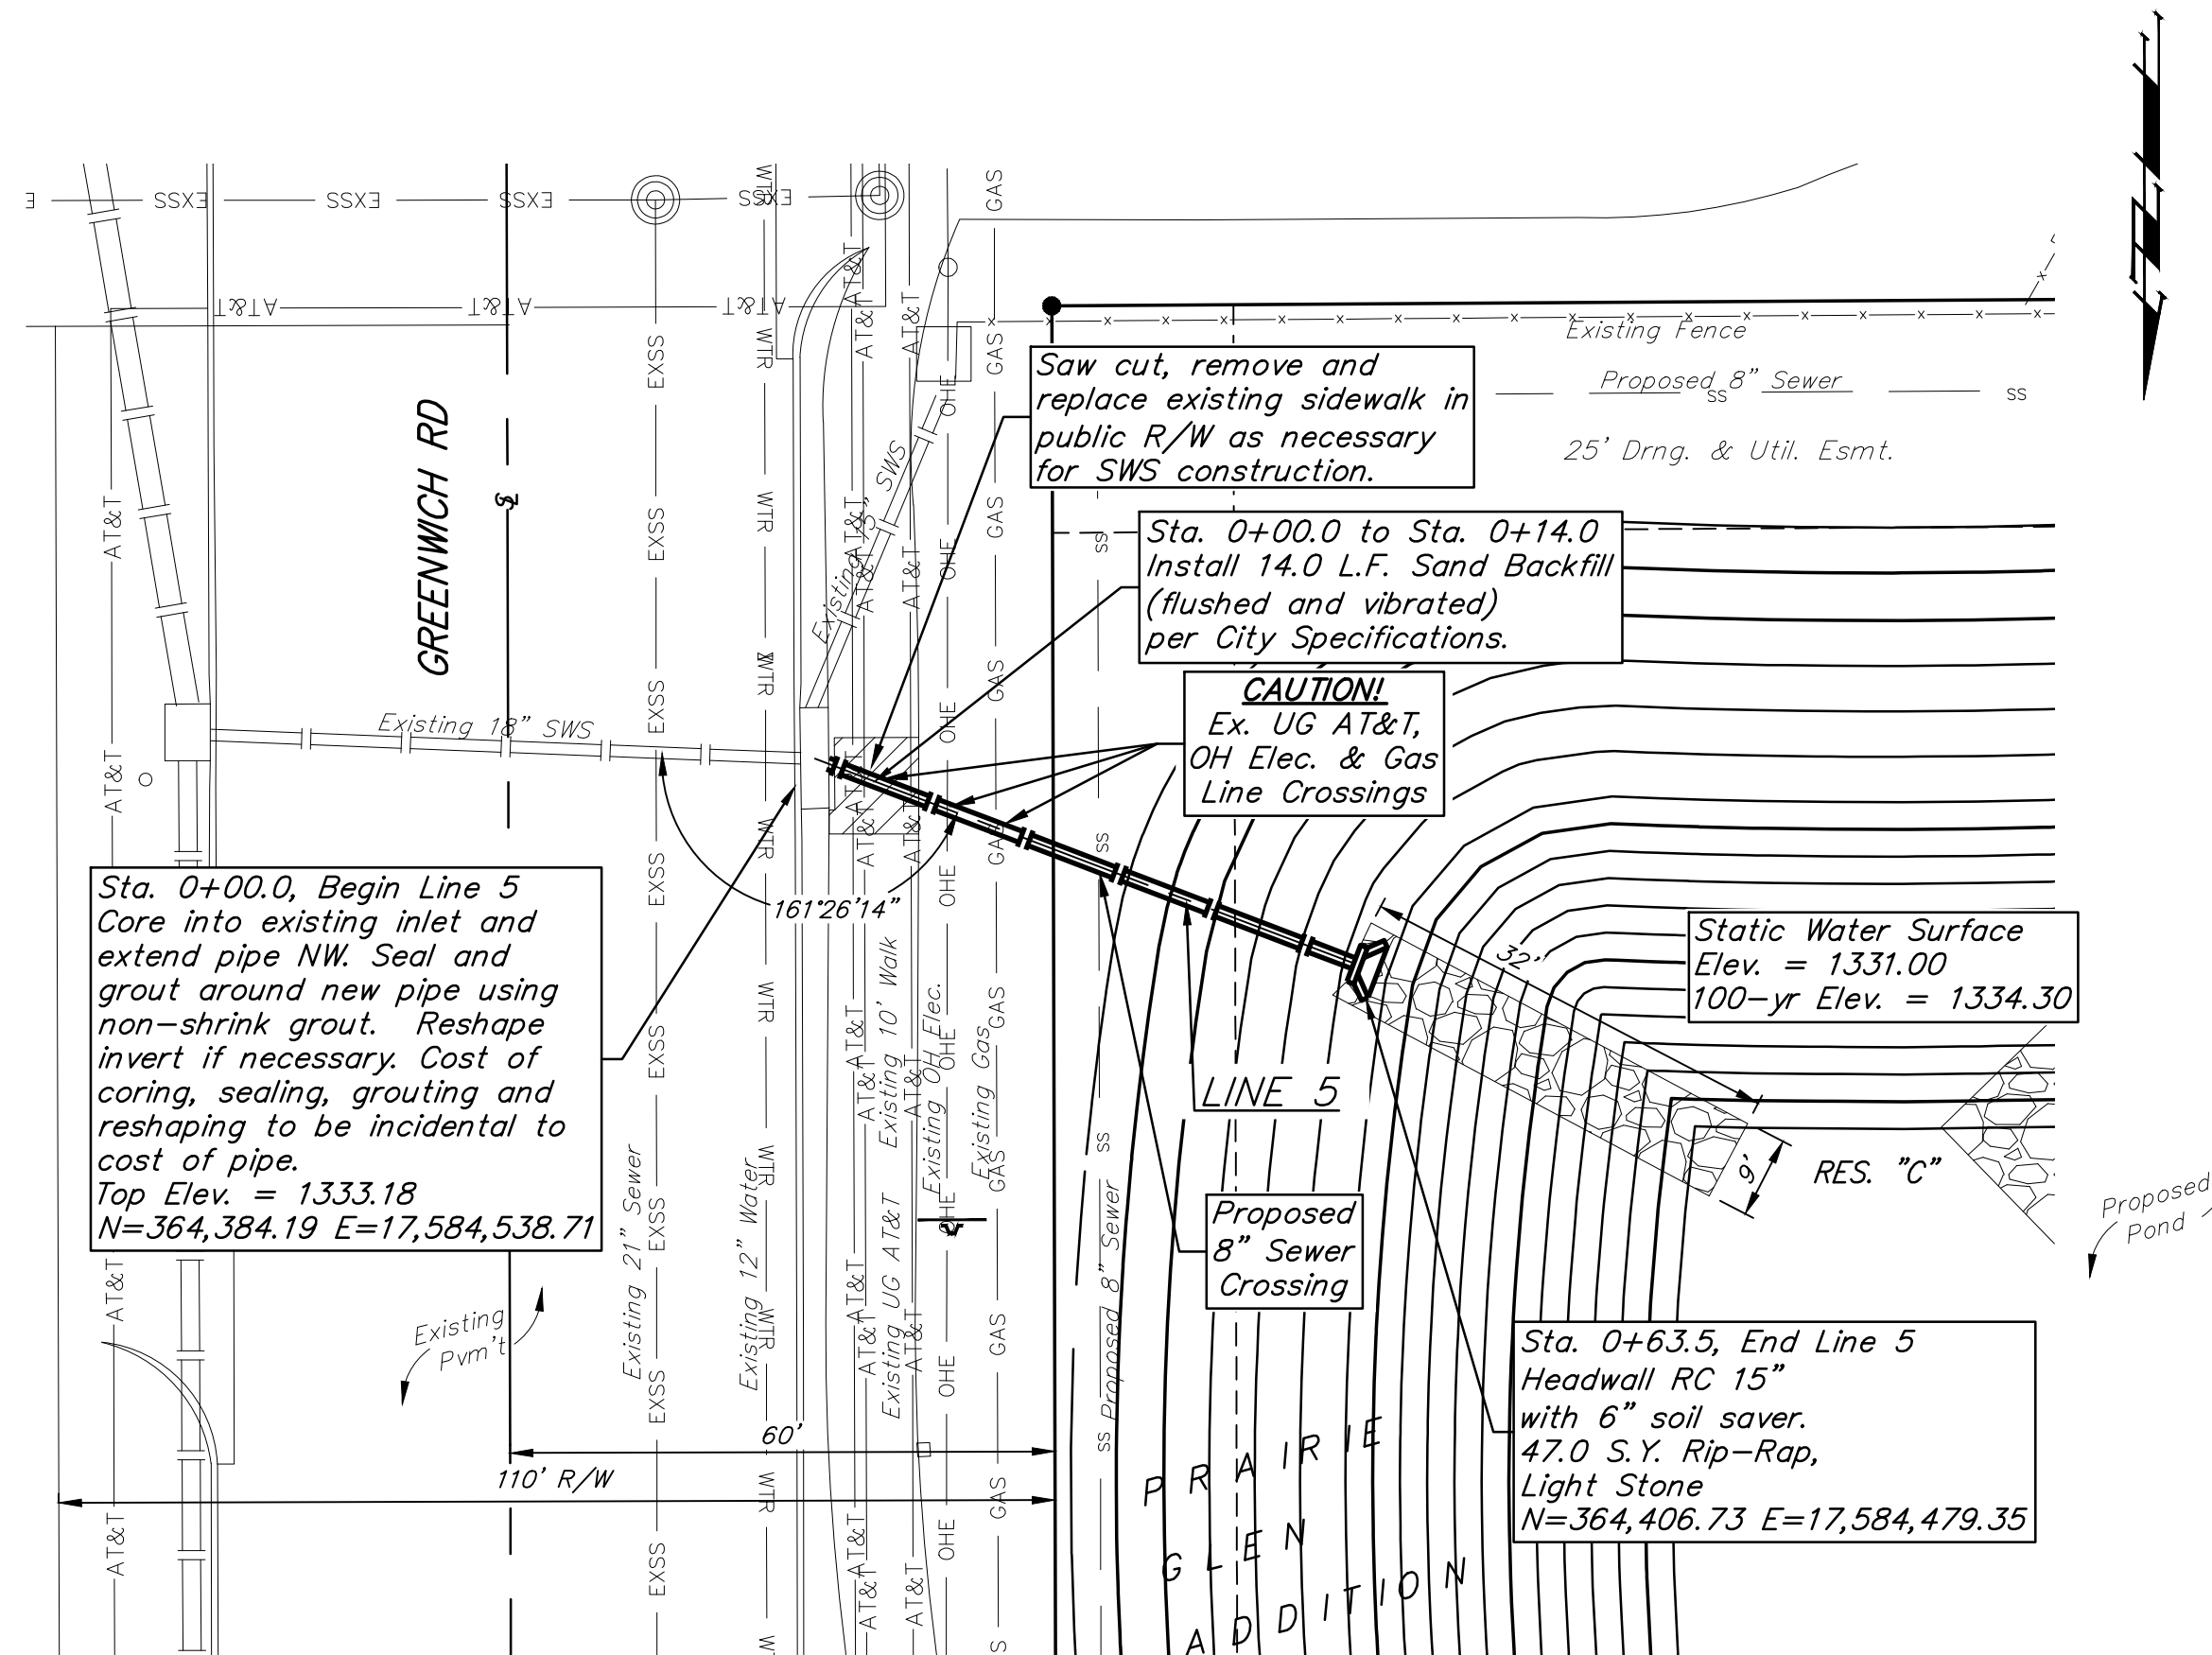 GREENWICH RD
Existing 18" SWS
Existing 15" SWS
Saw cut, remove and
replace existing sidewalk in
public R/W as necessary
for SWS construction.
Existing Fence
Proposed 8" Sewer
25' Drng. & Util. Esmt.
Sta. 0+00.0 to Sta. 0+14.0
Install 14.0 L.F. Sand Backfill
(flushed and vibrated)
per City Specifications.
CAUTION!
Ex. UG AT&T,
OH Elec. & Gas
Line Crossings
Sta. 0+00.0, Begin Line 5
Core into existing inlet and
extend pipe NW. Seal and
grout around new pipe using
non-shrink grout. Reshape
invert if necessary. Cost of
coring, sealing, grouting and
reshaping to be incidental to
cost of pipe.
Top Elev. = 1333.18
N=364,384.19 E=17,584,538.71
161°26'14"
Static Water Surface
Elev. = 1331.00
100-yr Elev. = 1334.30
32'
9'
LINE 5
RES. "C"
Proposed
Pond
Proposed
8" Sewer
Crossing
Sta. 0+63.5, End Line 5
Headwall RC 15"
with 6" soil saver.
47.0 S.Y. Rip-Rap,
Light Stone
N=364,406.73 E=17,584,479.35
Existing
Pvm't
Existing 21" Sewer
Existing 12" Water
Existing UG AT&T
Existing 10' Walk
Existing OH Elec.
Existing Gas
Proposed 8" Sewer
60'
110' R/W
PRAIRIE
GLEN
ADDITION
EXSS
EXSS
EXSS
EXSS
AT&T
AT&T
AT&T
WTR
GAS
OHE
SS
SS